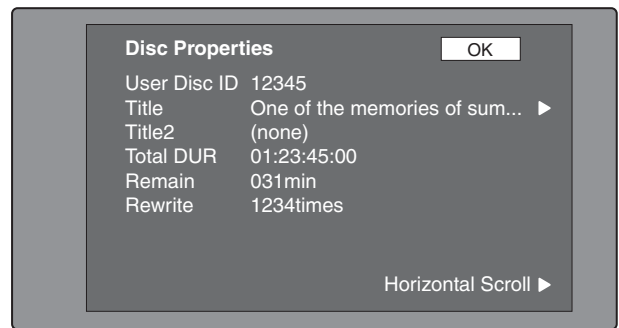 Disc Properties OK
User Disc ID 12345
Title One of the memories of sum... ▶
Title2 (none)
Total DUR 01:23:45:00
Remain 031min
Rewrite 1234times
Horizontal Scroll ▶